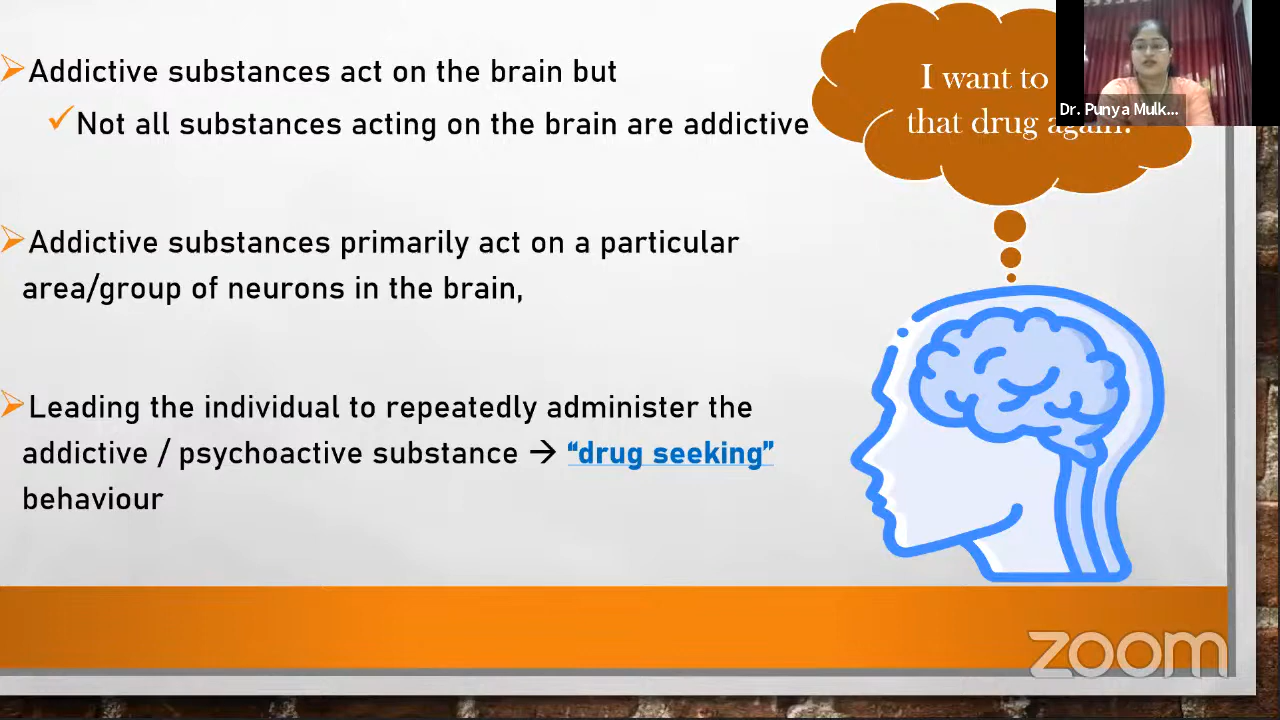 Addictive substances act on the brain but
Not all substances acting on the brain are addictive
Addictive substances primarily act on a particular
area/group of neurons in the brain,
Leading the individual to repeatedly administer the
addictive / psychoactive substance → “drug seeking”
behaviour
I want to
that drug again.
Dr. Punya Mulk...
zoom